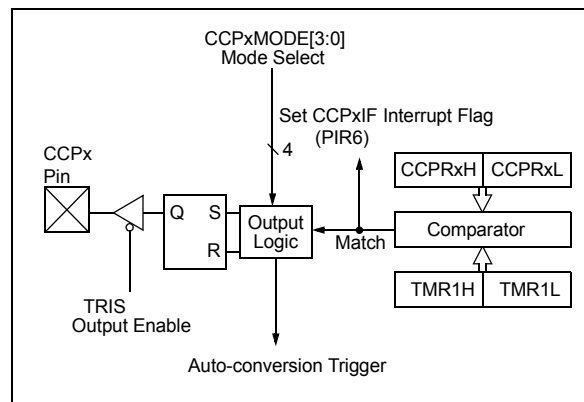 CCPxMODE[3:0]
Mode Select
Set CCPxIF Interrupt Flag
(PIR6)
4
CCPx
Pin
CCPRxH CCPRxL
Q S
R
Output
Logic
Match
Comparator
TRIS
Output Enable
TMR1H TMR1L
Auto-conversion Trigger